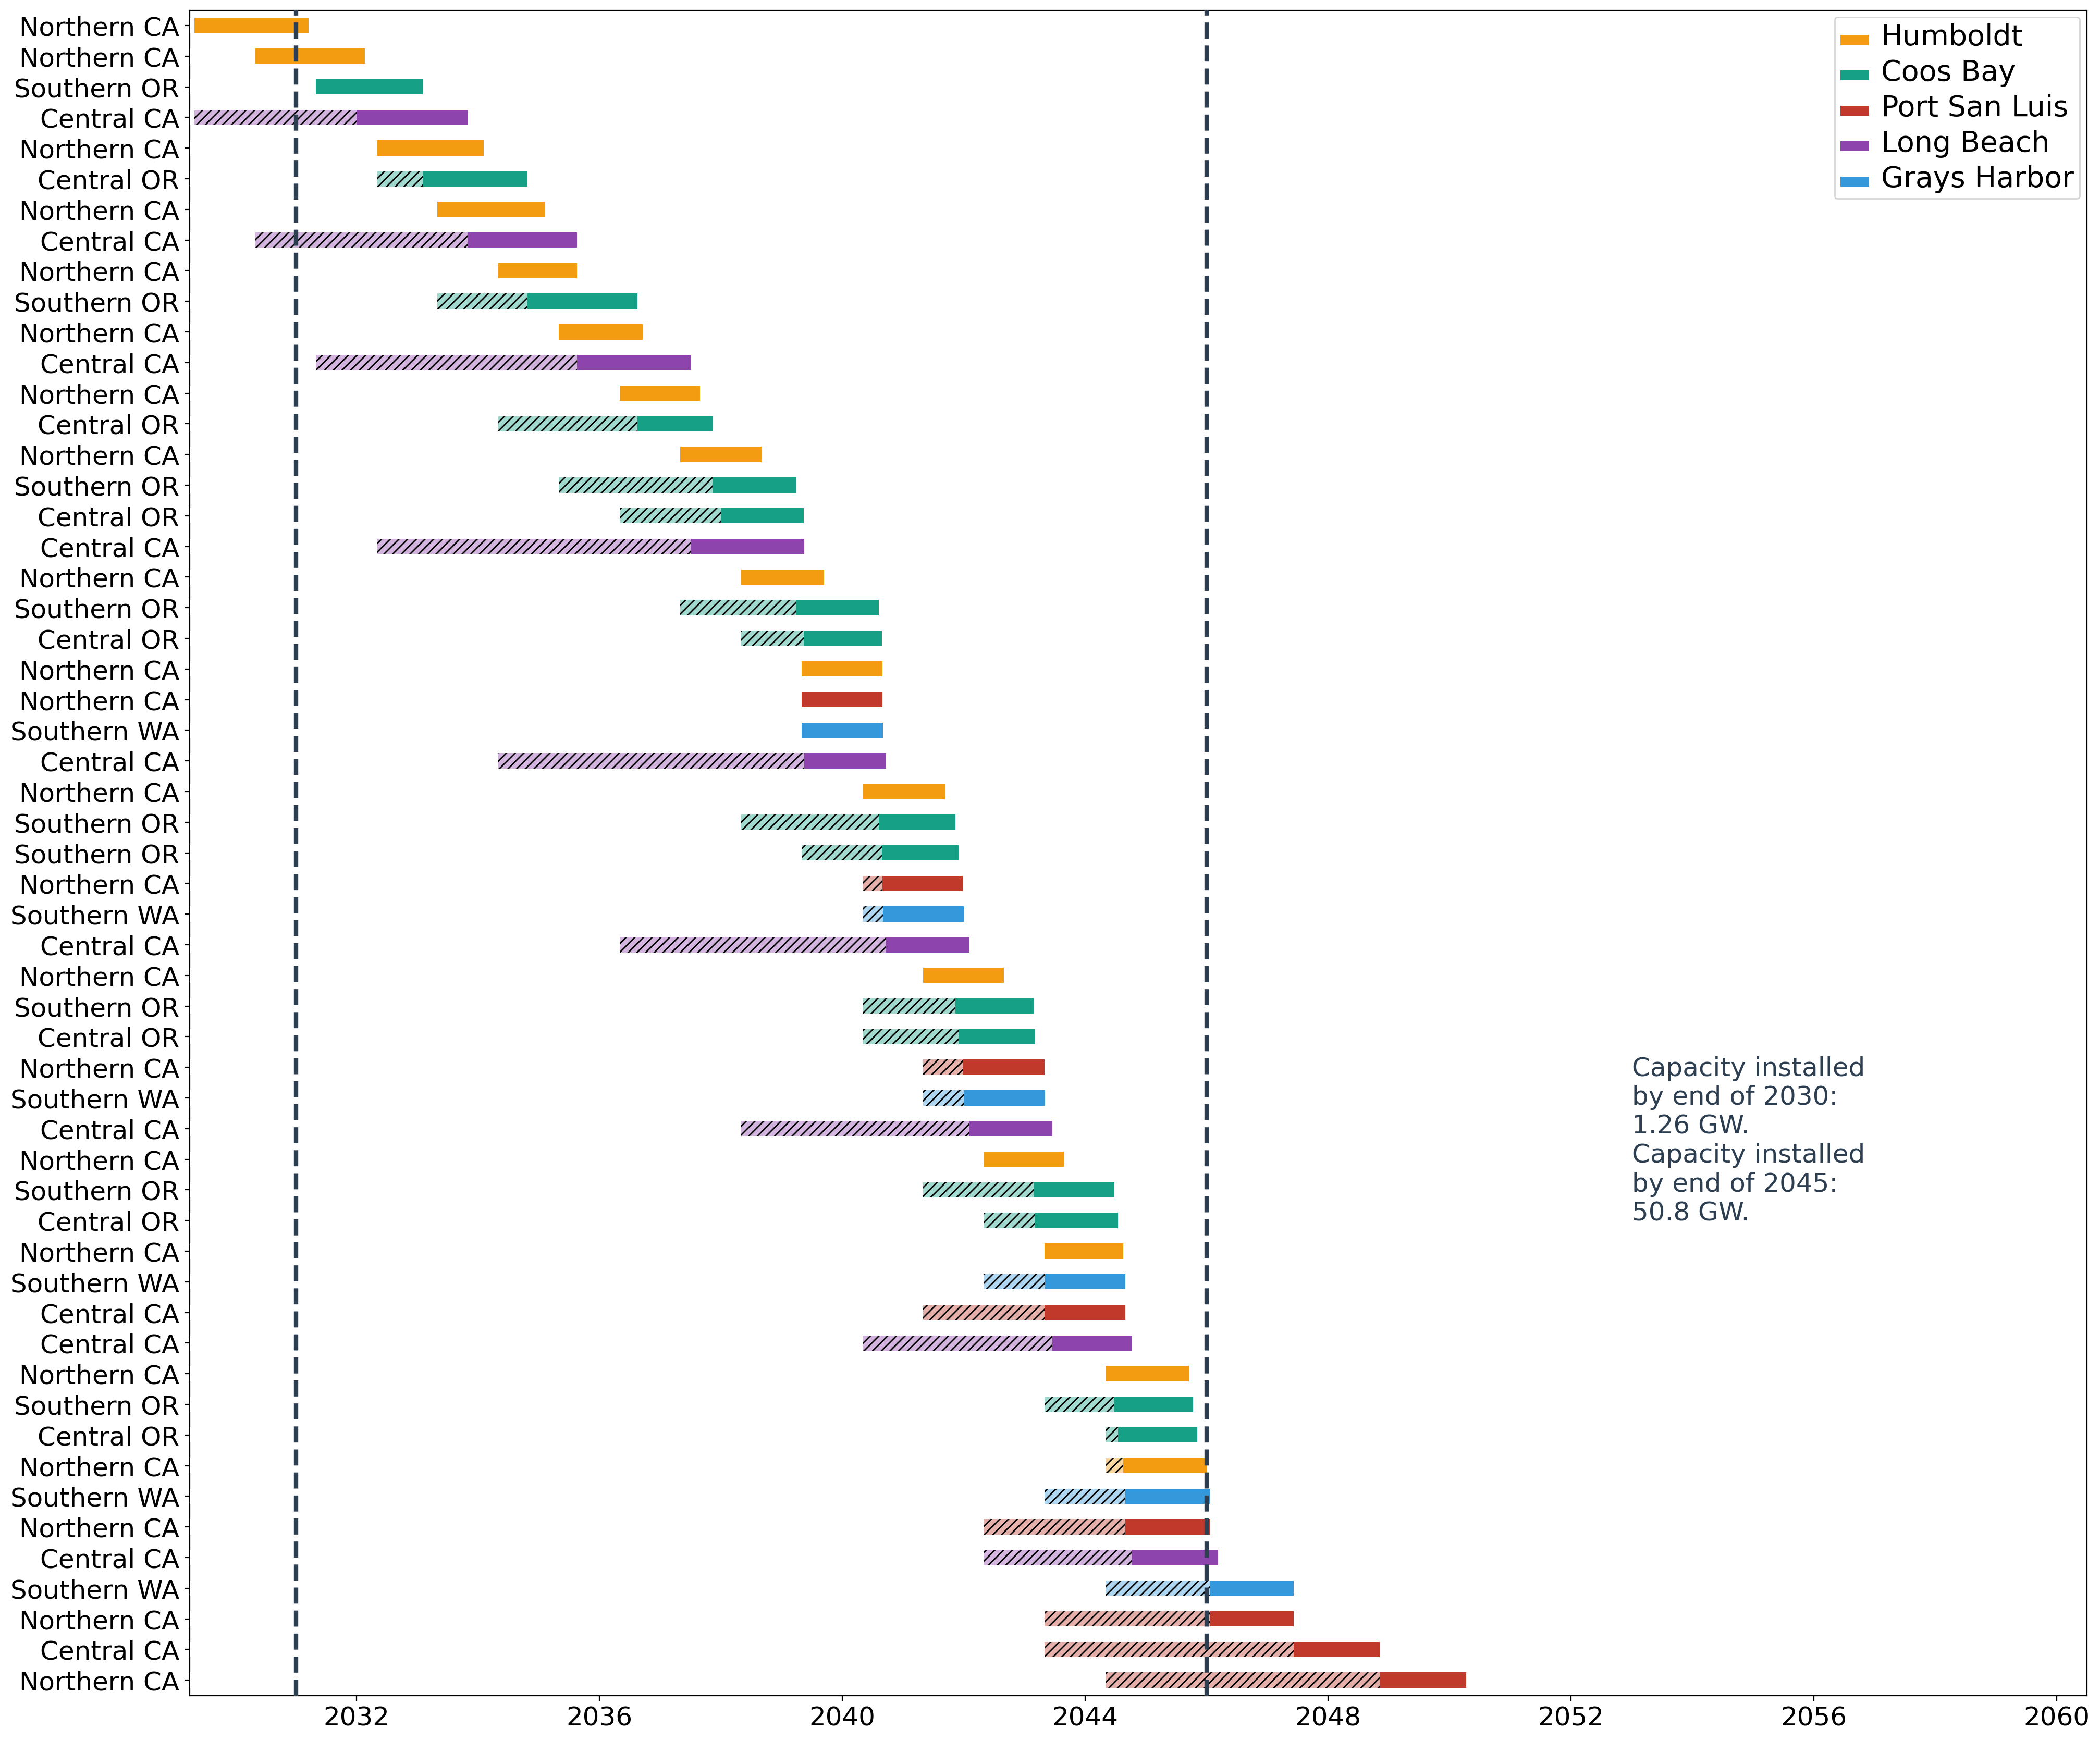 Northern CA
Northern CA
Southern OR
Central CA
Northern CA
Central OR
Northern CA
Central CA
Northern CA
Southern OR
Northern CA
Central CA
Northern CA
Central OR
Northern CA
Southern OR
Central OR
Central CA
Northern CA
Southern OR
Central OR
Northern CA
Northern CA
Southern WA
Central CA
Northern CA
Southern OR
Southern OR
Northern CA
Southern WA
Central CA
Northern CA
Southern OR
Central OR
Northern CA
Southern WA
Central CA
Northern CA
Southern OR
Central OR
Northern CA
Southern WA
Central CA
Central CA
Northern CA
Southern OR
Central OR
Northern CA
Southern WA
Northern CA
Central CA
Southern WA
Northern CA
Central CA
Northern CA
Humboldt
Coos Bay
Port San Luis
Long Beach
Grays Harbor
Capacity installed
by end of 2030:
1.26 GW.
Capacity installed
by end of 2045:
50.8 GW.
2032 2036 2040 2044 2048 2052 2056 2060